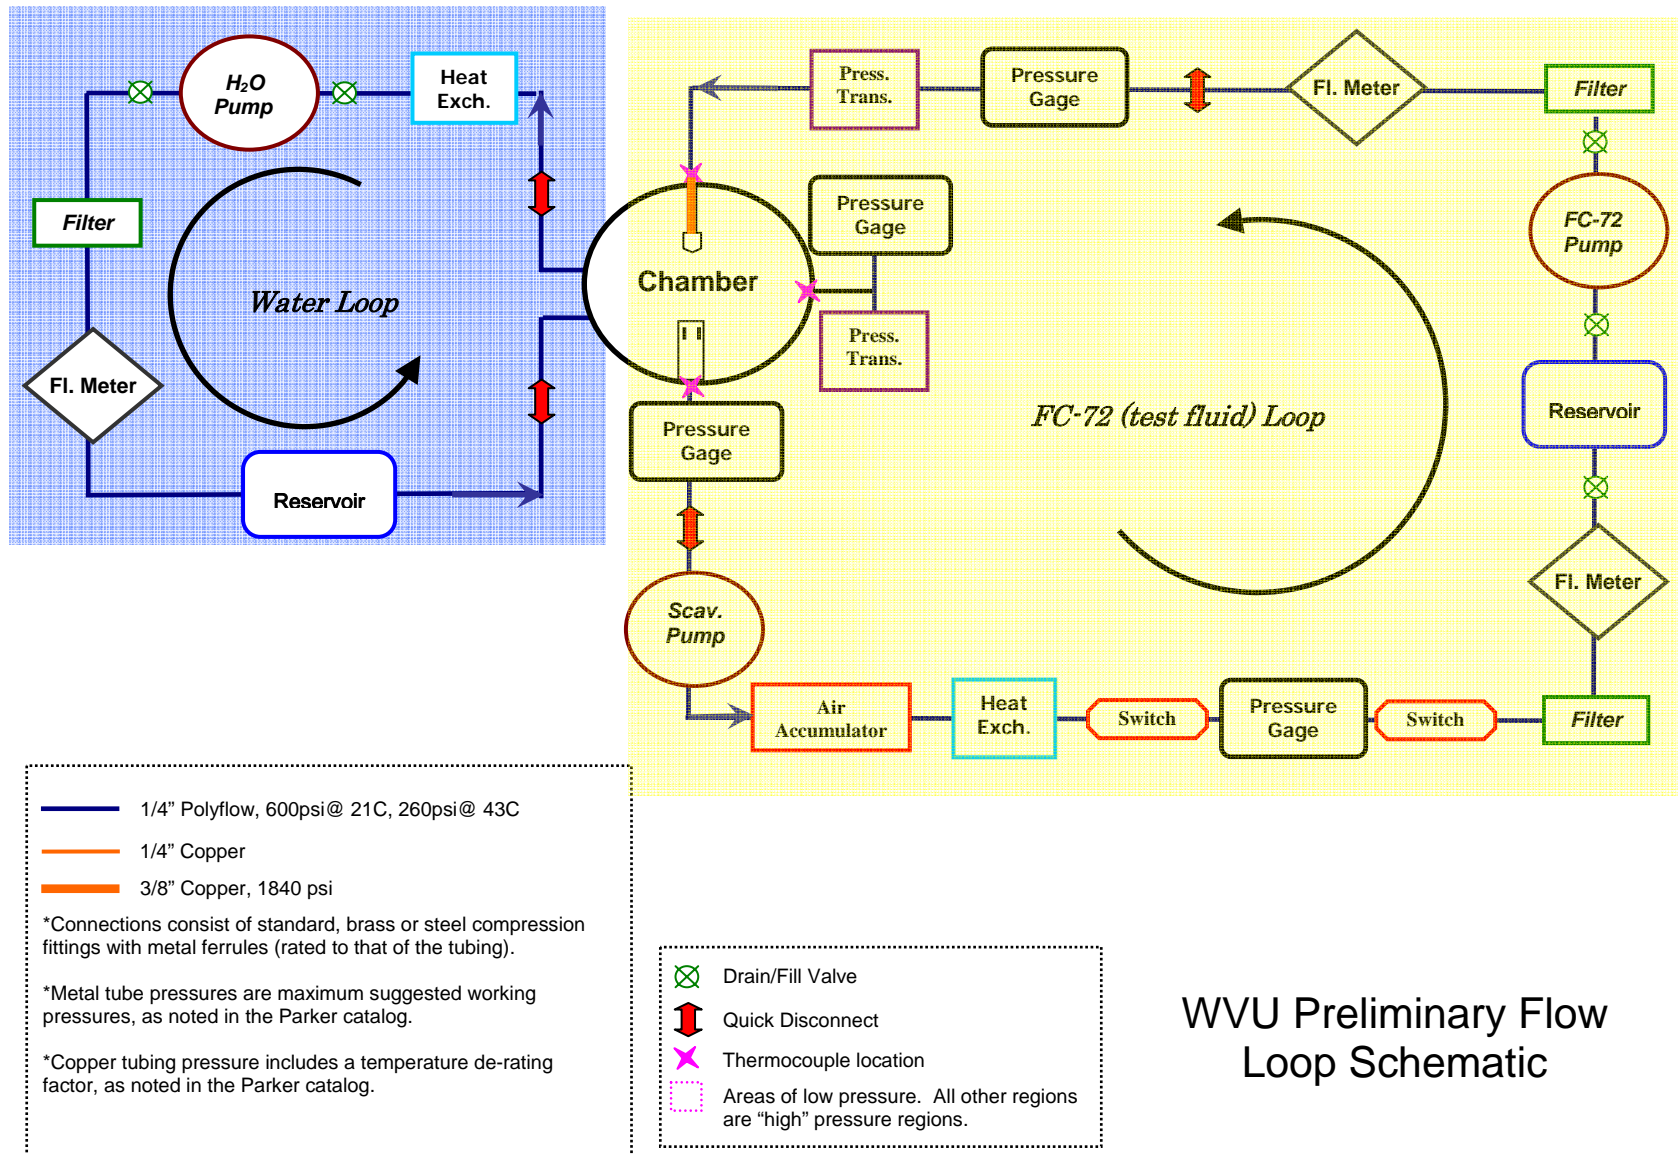 H₂O
Pump
Heat
Exch.
Filter
Water Loop
Fl. Meter
Reservoir
Press.
Trans.
Pressure
Gage
Fl. Meter
Filter
Pressure
Gage
FC-72
Pump
Chamber
Press.
Trans.
Pressure
Gage
FC-72 (test fluid) Loop
Reservoir
Fl. Meter
Scav.
Pump
Air
Accumulator
Heat
Exch.
Switch
Pressure
Gage
Switch
Filter
1/4” Polyflow, 600psi@ 21C, 260psi@ 43C
1/4” Copper
3/8” Copper, 1840 psi
*Connections consist of standard, brass or steel compression
fittings with metal ferrules (rated to that of the tubing).
*Metal tube pressures are maximum suggested working
pressures, as noted in the Parker catalog.
*Copper tubing pressure includes a temperature de-rating
factor, as noted in the Parker catalog.
Drain/Fill Valve
Quick Disconnect
Thermocouple location
Areas of low pressure.  All other regions
are “high” pressure regions.
WVU Preliminary Flow
Loop Schematic